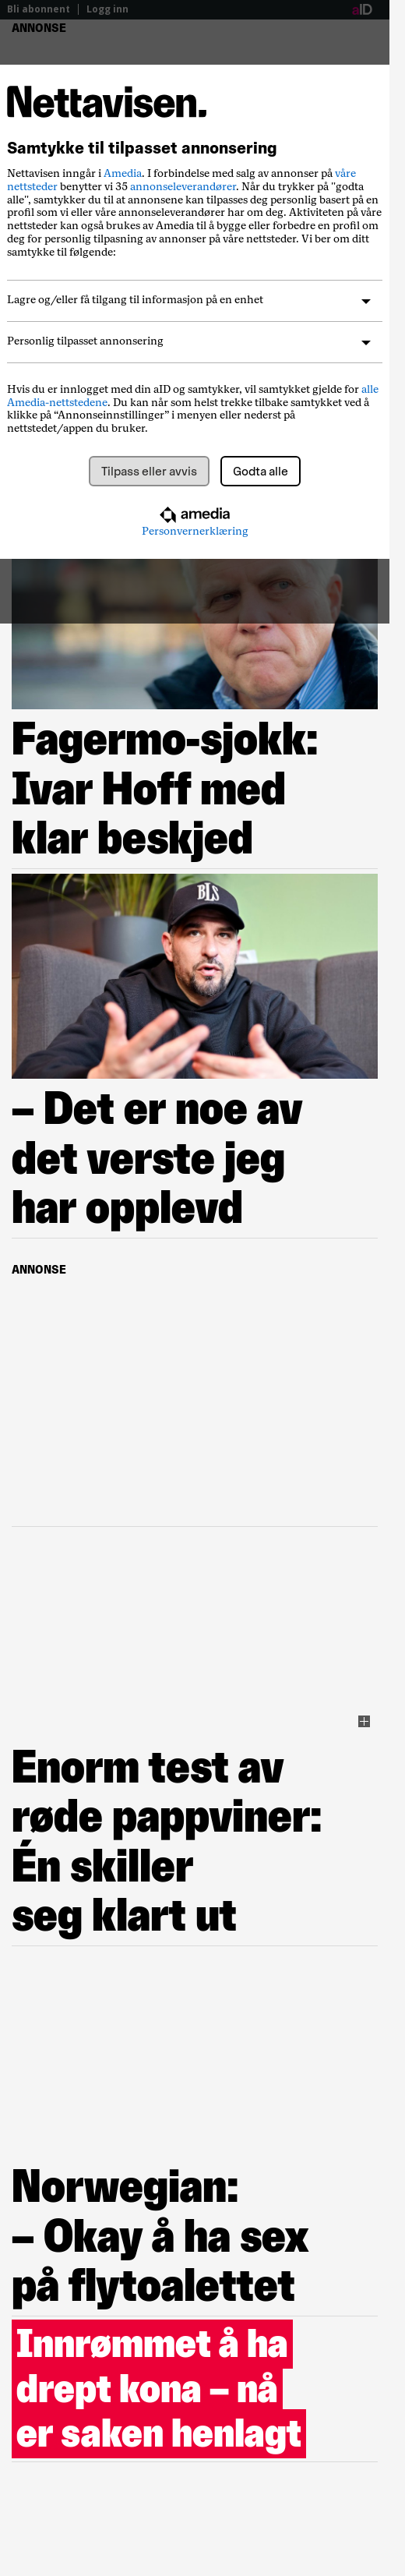 Bli abonnent | Logg inn
aID
ANNONSE
Nettavisen.
Samtykke til tilpasset annonsering
Nettavisen inngår i Amedia. I forbindelse med salg av annonser på våre
nettsteder benytter vi 35 annonseleverandører. Når du trykker på "godta
alle", samtykker du til at annonsene kan tilpasses deg personlig basert på en
profil som vi eller våre annonseleverandører har om deg. Aktiviteten på våre
nettsteder kan også brukes av Amedia til å bygge eller forbedre en profil om
deg for personlig tilpasning av annonser på våre nettsteder. Vi ber om ditt
samtykke til følgende:
Lagre og/eller få tilgang til informasjon på en enhet
Personlig tilpasset annonsering
Hvis du er innlogget med din aID og samtykker, vil samtykket gjelde for alle
Amedia-nettstedene. Du kan når som helst trekke tilbake samtykket ved å
klikke på “Annonseinnstillinger” i menyen eller nederst på
nettstedet/appen du bruker.
Tilpass eller avvis
Godta alle
amedia
Personvernerklæring
Fagermo-sjokk:
Ivar Hoff med
klar beskjed
BLS
– Det er noe av
det verste jeg
har opplevd
ANNONSE
Enorm test av
røde pappviner:
Én skiller
seg klart ut
Norwegian:
– Okay å ha sex
på flytoalettet
Innrømmet å ha
drept kona – nå
er saken henlagt